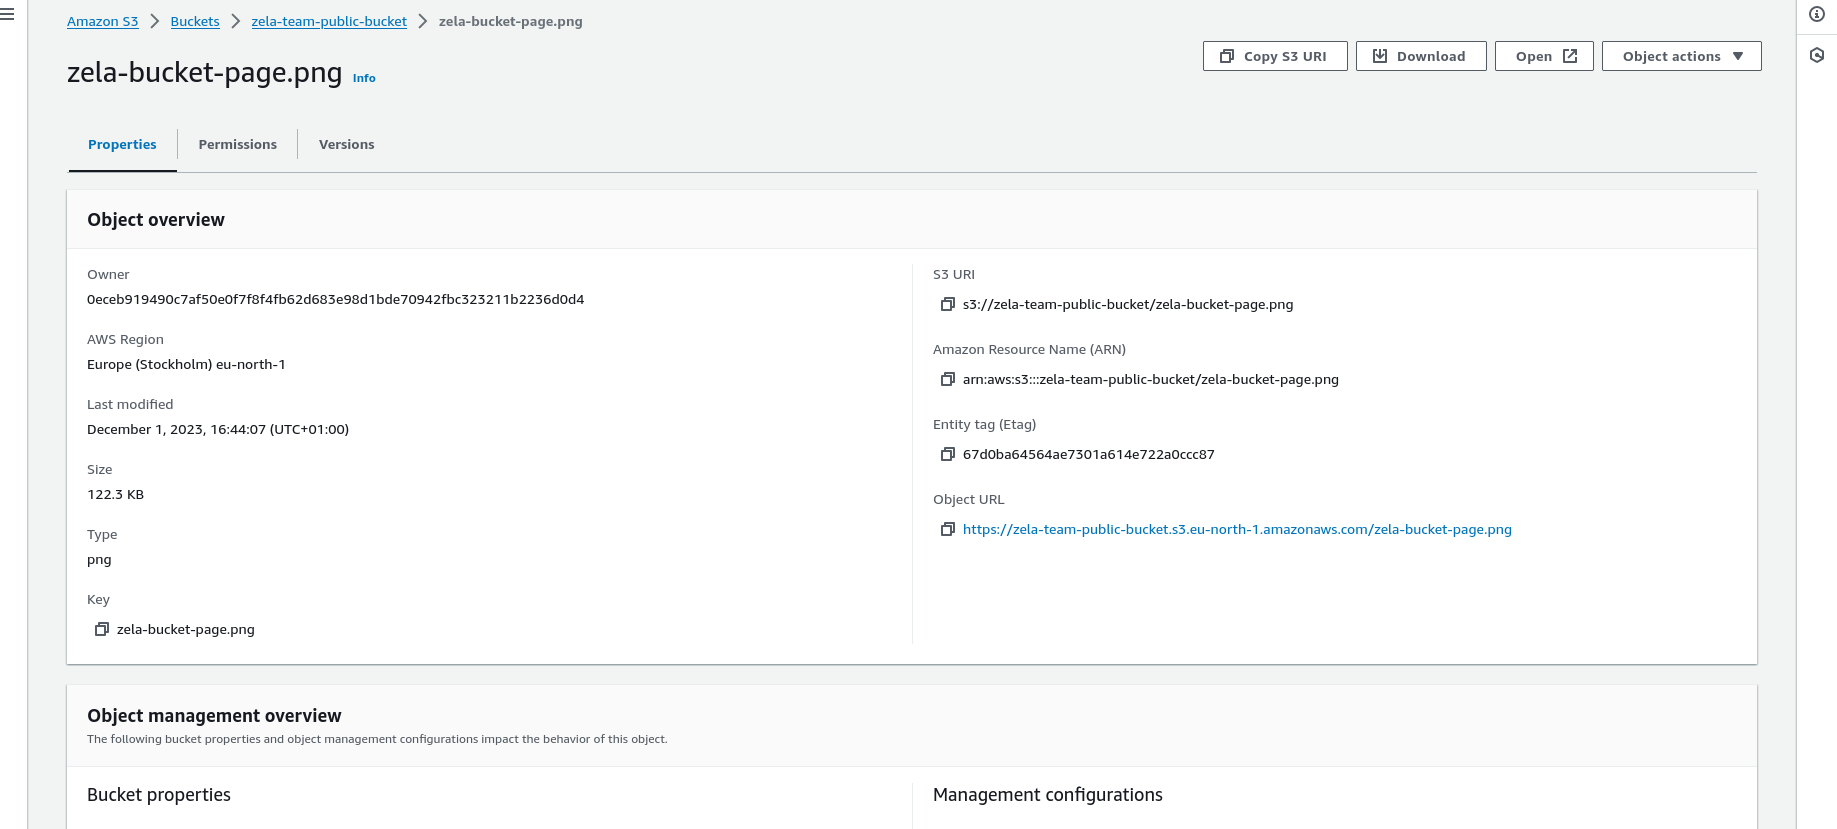 Amazon S3 > Buckets > zela-team-public-bucket > zela-bucket-page.png
zela-bucket-page.png Info
Copy S3 URI Download Open Object actions
Properties Permissions Versions
Object overview
Owner
0eceb919490c7af50e0f7f8f4fb62d683e98d1bde70942fbc323211b2236d0d4
AWS Region
Europe (Stockholm) eu-north-1
Last modified
December 1, 2023, 16:44:07 (UTC+01:00)
Size
122.3 KB
Type
png
Key
zela-bucket-page.png
S3 URI
s3://zela-team-public-bucket/zela-bucket-page.png
Amazon Resource Name (ARN)
arn:aws:s3:::zela-team-public-bucket/zela-bucket-page.png
Entity tag (Etag)
67d0ba64564ae7301a614e722a0ccc87
Object URL
https://zela-team-public-bucket.s3.eu-north-1.amazonaws.com/zela-bucket-page.png
Object management overview
The following bucket properties and object management configurations impact the behavior of this object.
Bucket properties
Management configurations